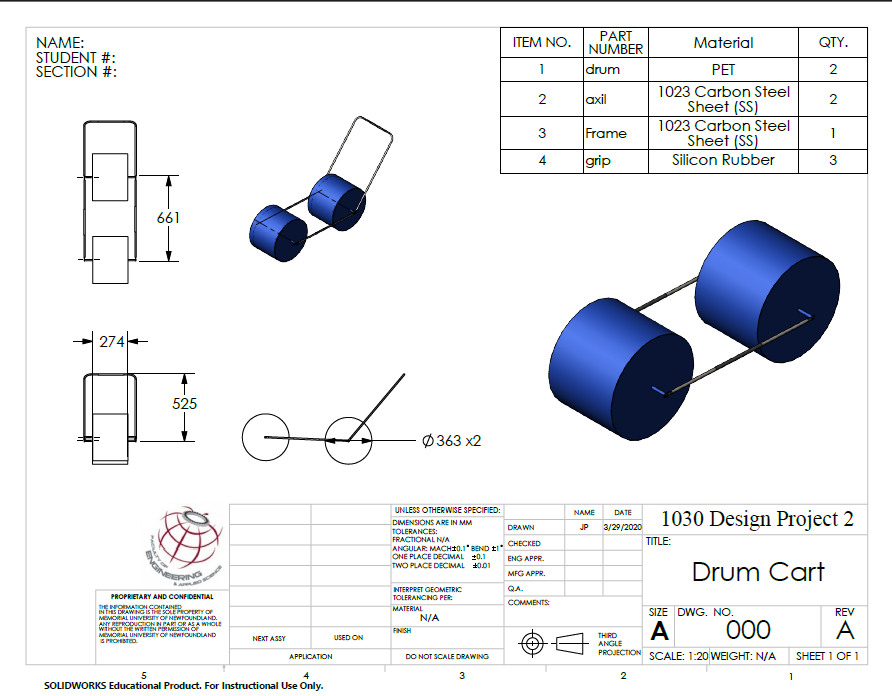 NAME:
STUDENT #:
SECTION #:
ITEM NO. PART NUMBER Material QTY.
1 drum PET 2
2 axil 1023 Carbon Steel Sheet (SS) 2
3 Frame 1023 Carbon Steel Sheet (SS) 1
4 grip Silicon Rubber 3
661
274
525
Ø363 x2
FACULTY OF
ENGINEERING
& APPLIED SCIENCE
PROPRIETARY AND CONFIDENTIAL
THE INFORMATION CONTAINED
IN THIS DRAWING IS THE SOLE PROPERTY OF
MEMORIAL UNIVERSITY OF NEWFOUNDLAND.
ANY REPRODUCTION IN PART OR AS A WHOLE
WITHOUT THE WRITTEN PERMISSION OF
MEMORIAL UNIVERSITY OF NEWFOUNDLAND
IS PROHIBITED.
NEXT ASSY USED ON
APPLICATION
UNLESS OTHERWISE SPECIFIED:
DIMENSIONS ARE IN MM
TOLERANCES:
FRACTIONAL N/A
ANGULAR: MACH±0.1° BEND ±1°
ONE PLACE DECIMAL ±0.1
TWO PLACE DECIMAL ±0.01
INTERPRET GEOMETRIC
TOLERANCING PER:
MATERIAL
N/A
FINISH
DO NOT SCALE DRAWING
NAME DATE
DRAWN JP 3/29/2020
CHECKED
ENG APPR.
MFG APPR.
Q.A.
COMMENTS:
THIRD
ANGLE
PROJECTION
1030 Design Project 2
TITLE:
Drum Cart
SIZE DWG. NO. REV
A 000 A
SCALE: 1:20 WEIGHT: N/A SHEET 1 OF 1
5 4 3 2 1
SOLIDWORKS Educational Product. For Instructional Use Only.